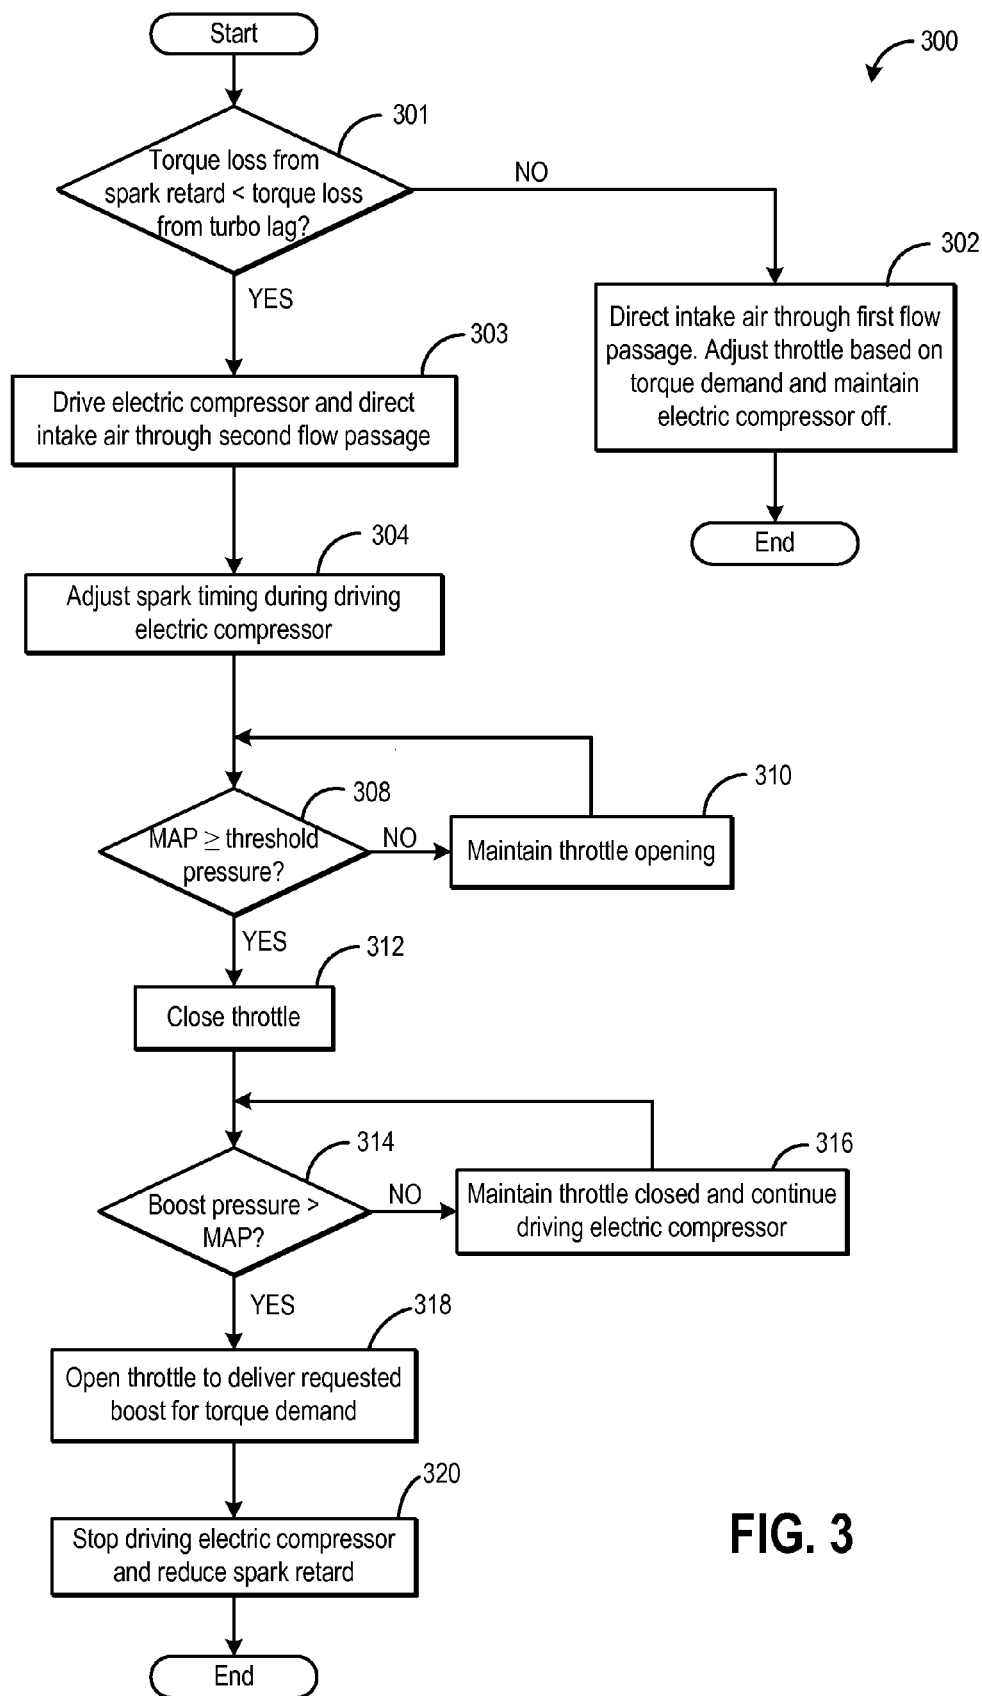 Start
300
301
Torque loss from
spark retard < torque loss
from turbo lag?
NO
YES
302
Direct intake air through first flow
passage. Adjust throttle based on
torque demand and maintain
electric compressor off.
End
303
Drive electric compressor and direct
intake air through second flow passage
304
Adjust spark timing during driving
electric compressor
308
MAP ≥ threshold
pressure?
NO
310
Maintain throttle opening
YES
312
Close throttle
314
Boost pressure >
MAP?
NO
316
Maintain throttle closed and continue
driving electric compressor
YES
318
Open throttle to deliver requested
boost for torque demand
320
Stop driving electric compressor
and reduce spark retard
End
FIG. 3